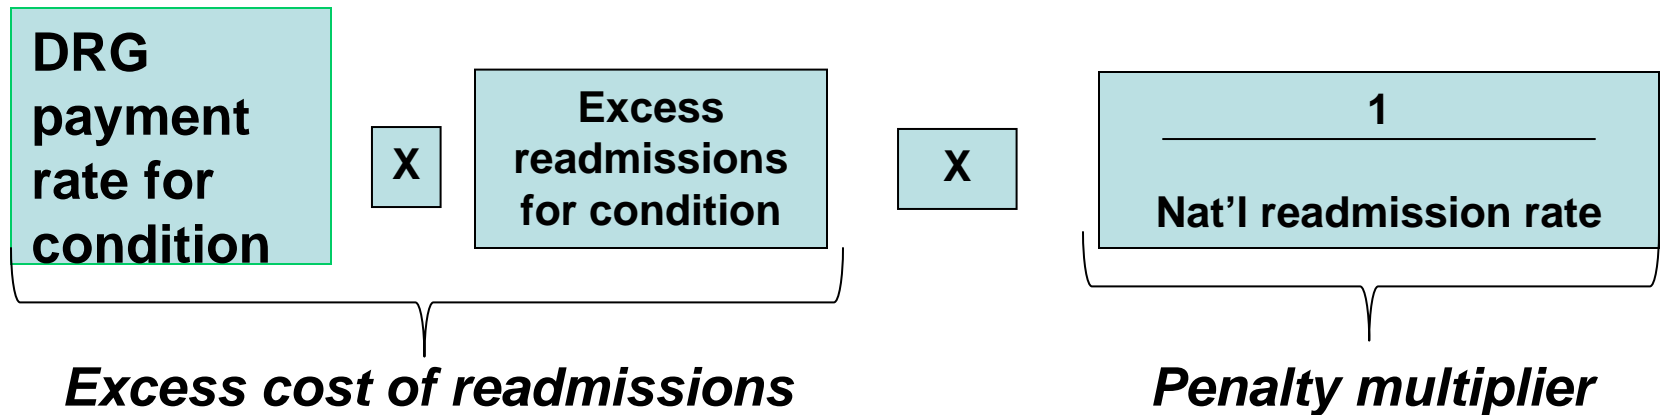 DRG
payment
rate for
condition
X
Excess
readmissions
for condition
X
1
Nat’l readmission rate
Excess cost of readmissions
Penalty multiplier